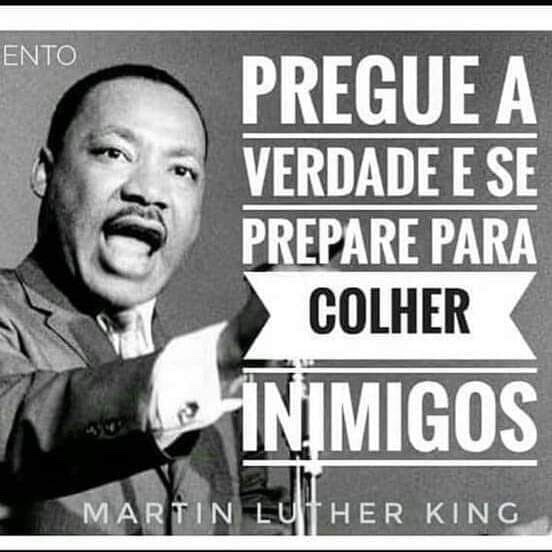 ENTO
PREGUE A
VERDADE E SE
PREPARE PARA
COLHER
INIMIGOS
MARTIN LUTHER KING